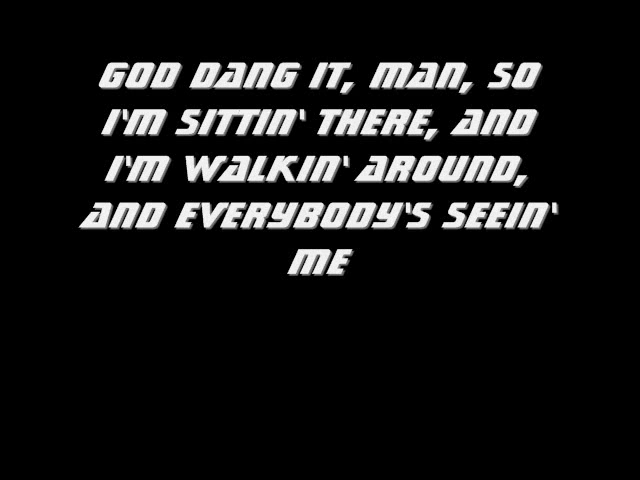 GOD DANG IT, MAN, SO
I'M SITTIN' THERE, AND
I'M WALKIN' AROUND,
AND EVERYBODY'S SEEIN'
ME